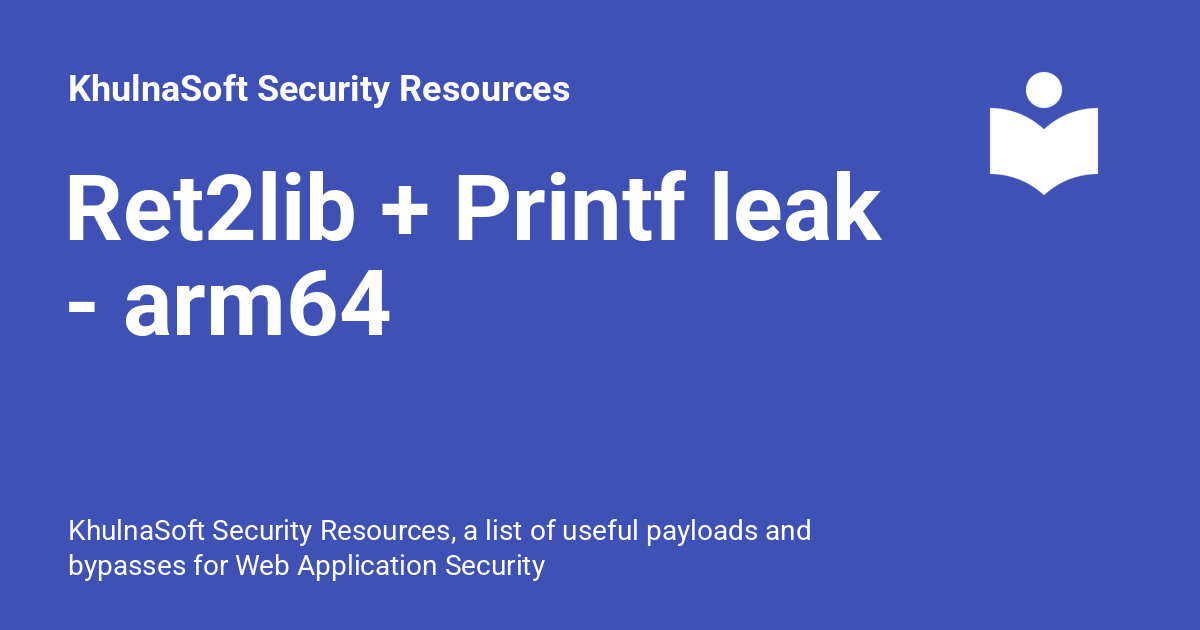 KhulnaSoft Security Resources
Ret2lib + Printf leak
- arm64
KhulnaSoft Security Resources, a list of useful payloads and
bypasses for Web Application Security